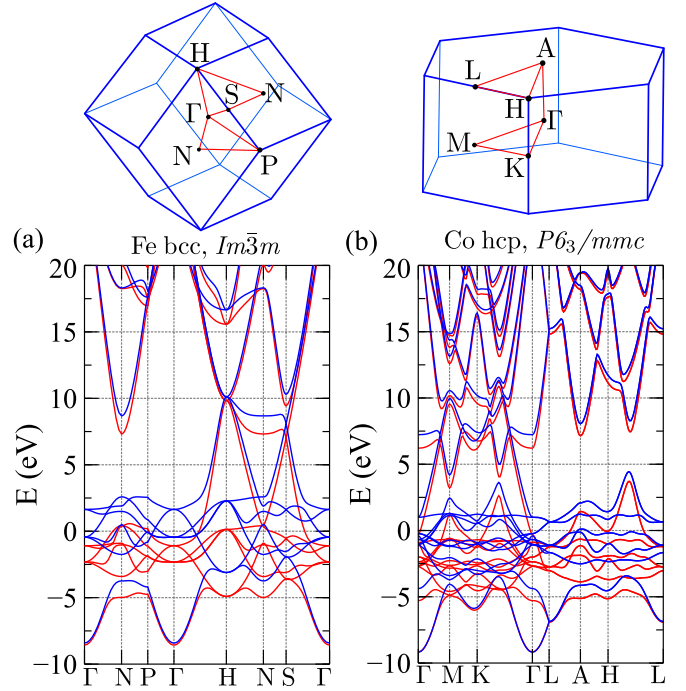 H
S
N
Γ
N
P
A
L
H
Γ
M
K
(a)
Fe bcc, Im3̄m
(b)
Co hcp, P6₃/mmc
E (eV)
20
15
10
5
0
−5
−10
Γ N P Γ H N S Γ
E (eV)
20
15
10
5
0
−5
−10
Γ M K Γ L A H L